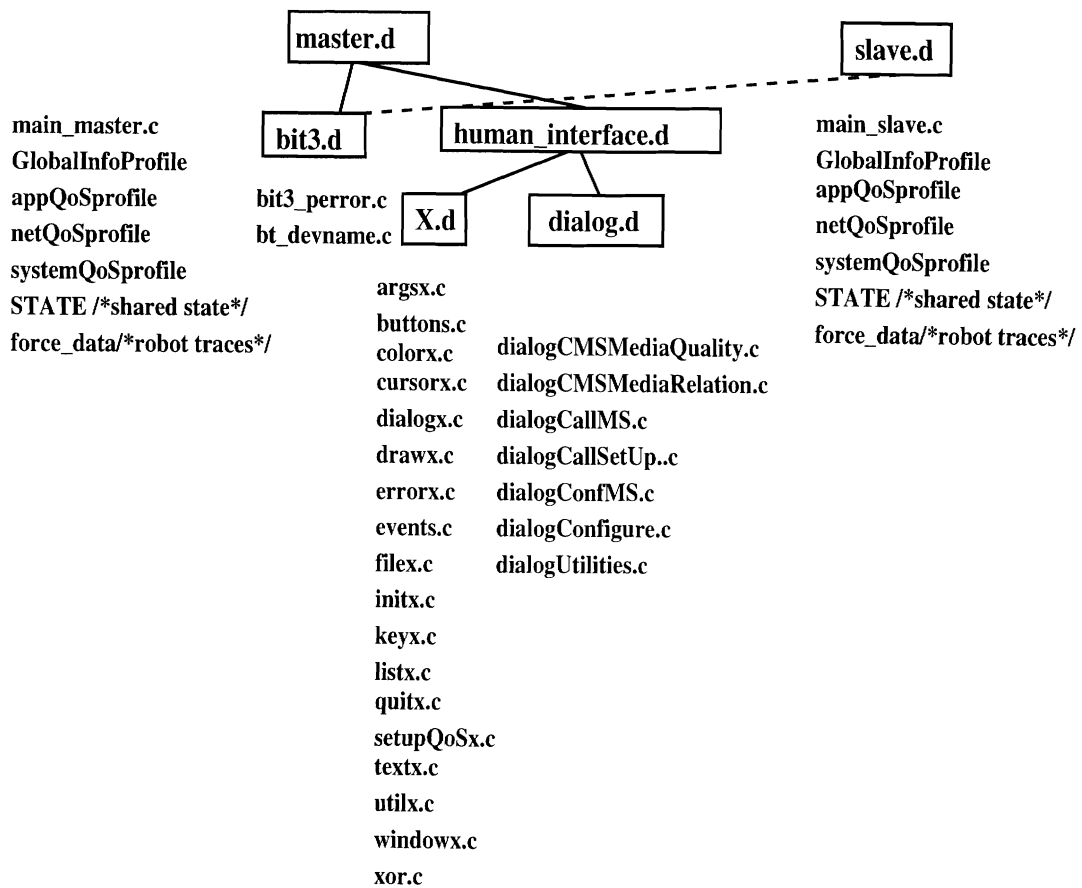 master.d
slave.d
bit3.d
human_interface.d
X.d
dialog.d
main_master.c
GlobalInfoProfile
appQoSprofile
netQoSprofile
systemQoSprofile
STATE /*shared state*/
force_data/*robot traces*/
bit3_perror.c
bt_devname.c
argsx.c
buttons.c
colorx.c
cursorx.c
dialogx.c
drawx.c
errorx.c
events.c
filex.c
initx.c
keyx.c
listx.c
quitx.c
setupQoSx.c
textx.c
utilx.c
windowx.c
xor.c
dialogCMSMediaQuality.c
dialogCMSMediaRelation.c
dialogCallMS.c
dialogCallSetUp..c
dialogConfMS.c
dialogConfigure.c
dialogUtilities.c
main_slave.c
GlobalInfoProfile
appQoSprofile
netQoSprofile
systemQoSprofile
STATE /*shared state*/
force_data/*robot traces*/